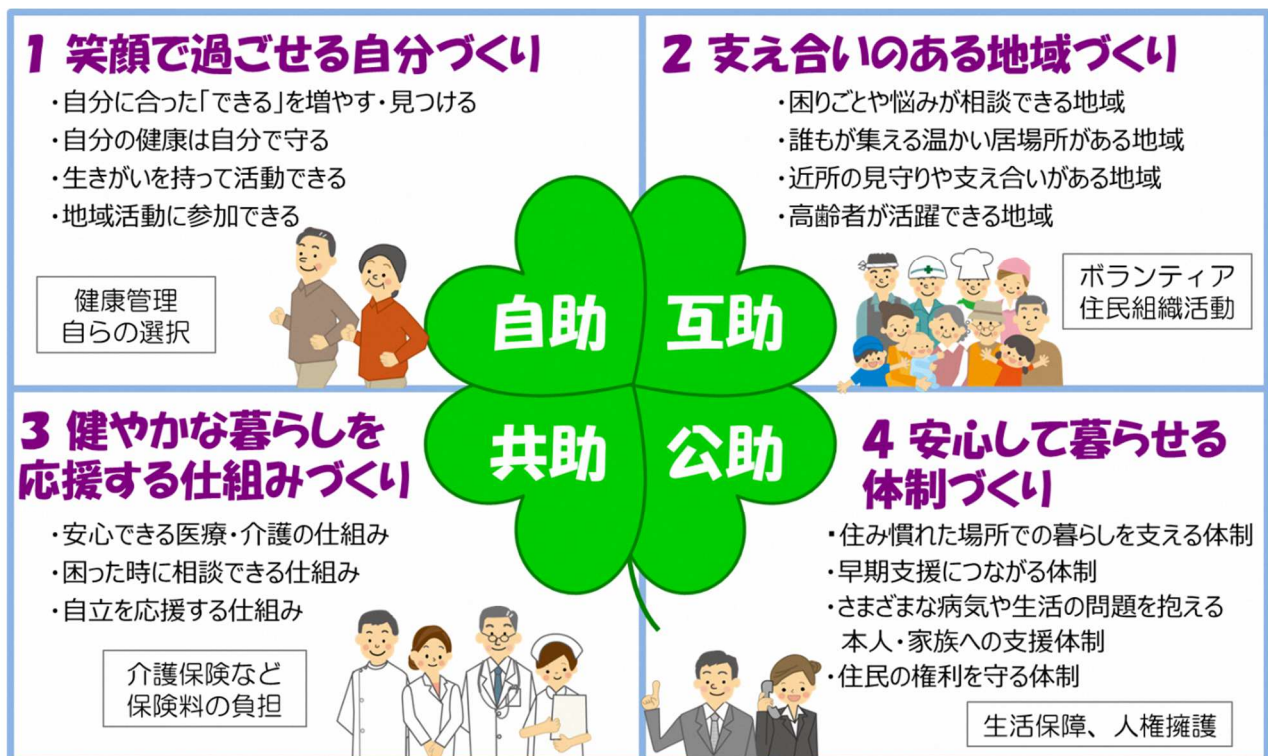 1 笑顔で過ごせる自分づくり
・自分に合った「できる」を増やす・見つける
・自分の健康は自分で守る
・生きがいを持って活動できる
・地域活動に参加できる
健康管理
自らの選択
自助
2 支え合いのある地域づくり
・困りごとや悩みが相談できる地域
・誰もが集える温かい居場所がある地域
・近所の見守りや支え合いがある地域
・高齢者が活躍できる地域
ボランティア
住民組織活動
互助
3 健やかな暮らしを
応援する仕組みづくり
・安心できる医療・介護の仕組み
・困った時に相談できる仕組み
・自立を応援する仕組み
介護保険など
保険料の負担
共助
公助
4 安心して暮らせる
体制づくり
・住み慣れた場所での暮らしを支える体制
・早期支援につながる体制
・さまざまな病気や生活の問題を抱える
本人・家族への支援体制
・住民の権利を守る体制
生活保障、人権擁護